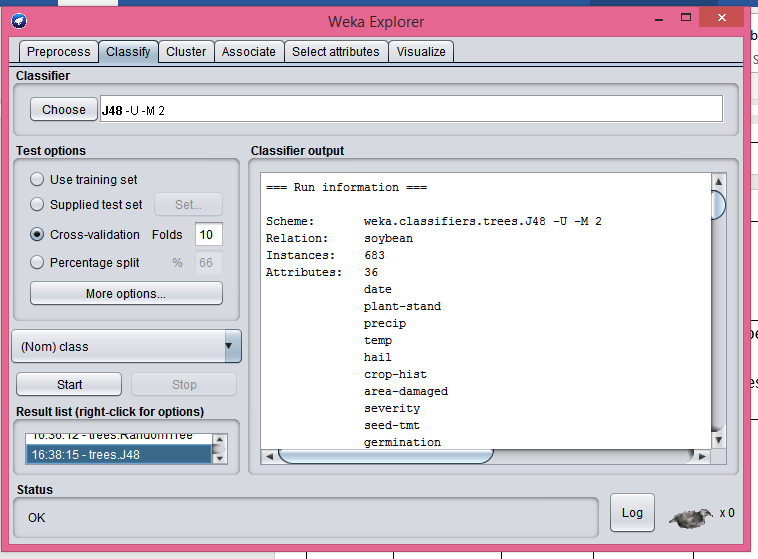 Weka Explorer
Preprocess Classify Cluster Associate Select attributes Visualize
Classifier
Choose J48 -U -M 2
Test options
Use training set
Supplied test set Set...
Cross-validation Folds 10
Percentage split % 66
More options...
(Nom) class
Start Stop
Result list (right-click for options)
16:36:12 - trees.RandomTree
16:38:15 - trees.J48
Classifier output
=== Run information ===
Scheme: weka.classifiers.trees.J48 -U -M 2
Relation: soybean
Instances: 683
Attributes: 36
date
plant-stand
precip
temp
hail
crop-hist
area-damaged
severity
seed-tmt
germination
Status
OK
Log x 0